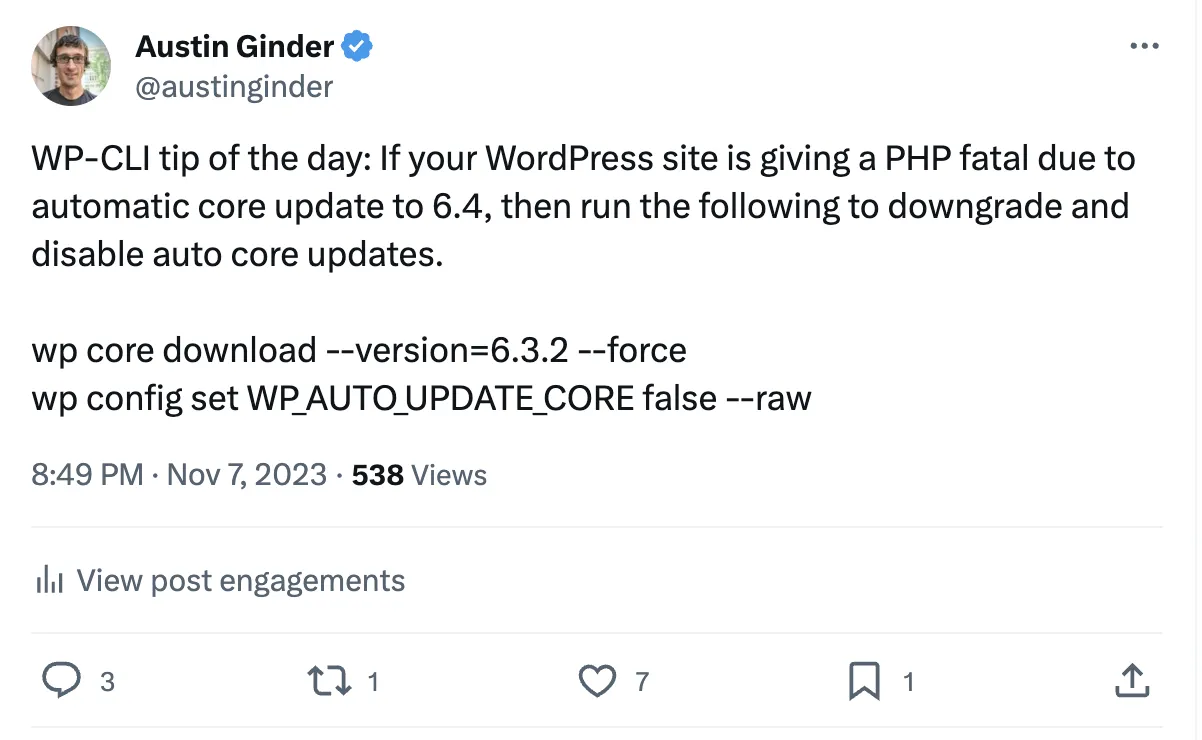 Austin Ginder
@austinginder
WP-CLI tip of the day: If your WordPress site is giving a PHP fatal due to
automatic core update to 6.4, then run the following to downgrade and
disable auto core updates.
wp core download --version=6.3.2 --force
wp config set WP_AUTO_UPDATE_CORE false --raw
8:49 PM · Nov 7, 2023 · 538 Views
View post engagements
3 1 7 1